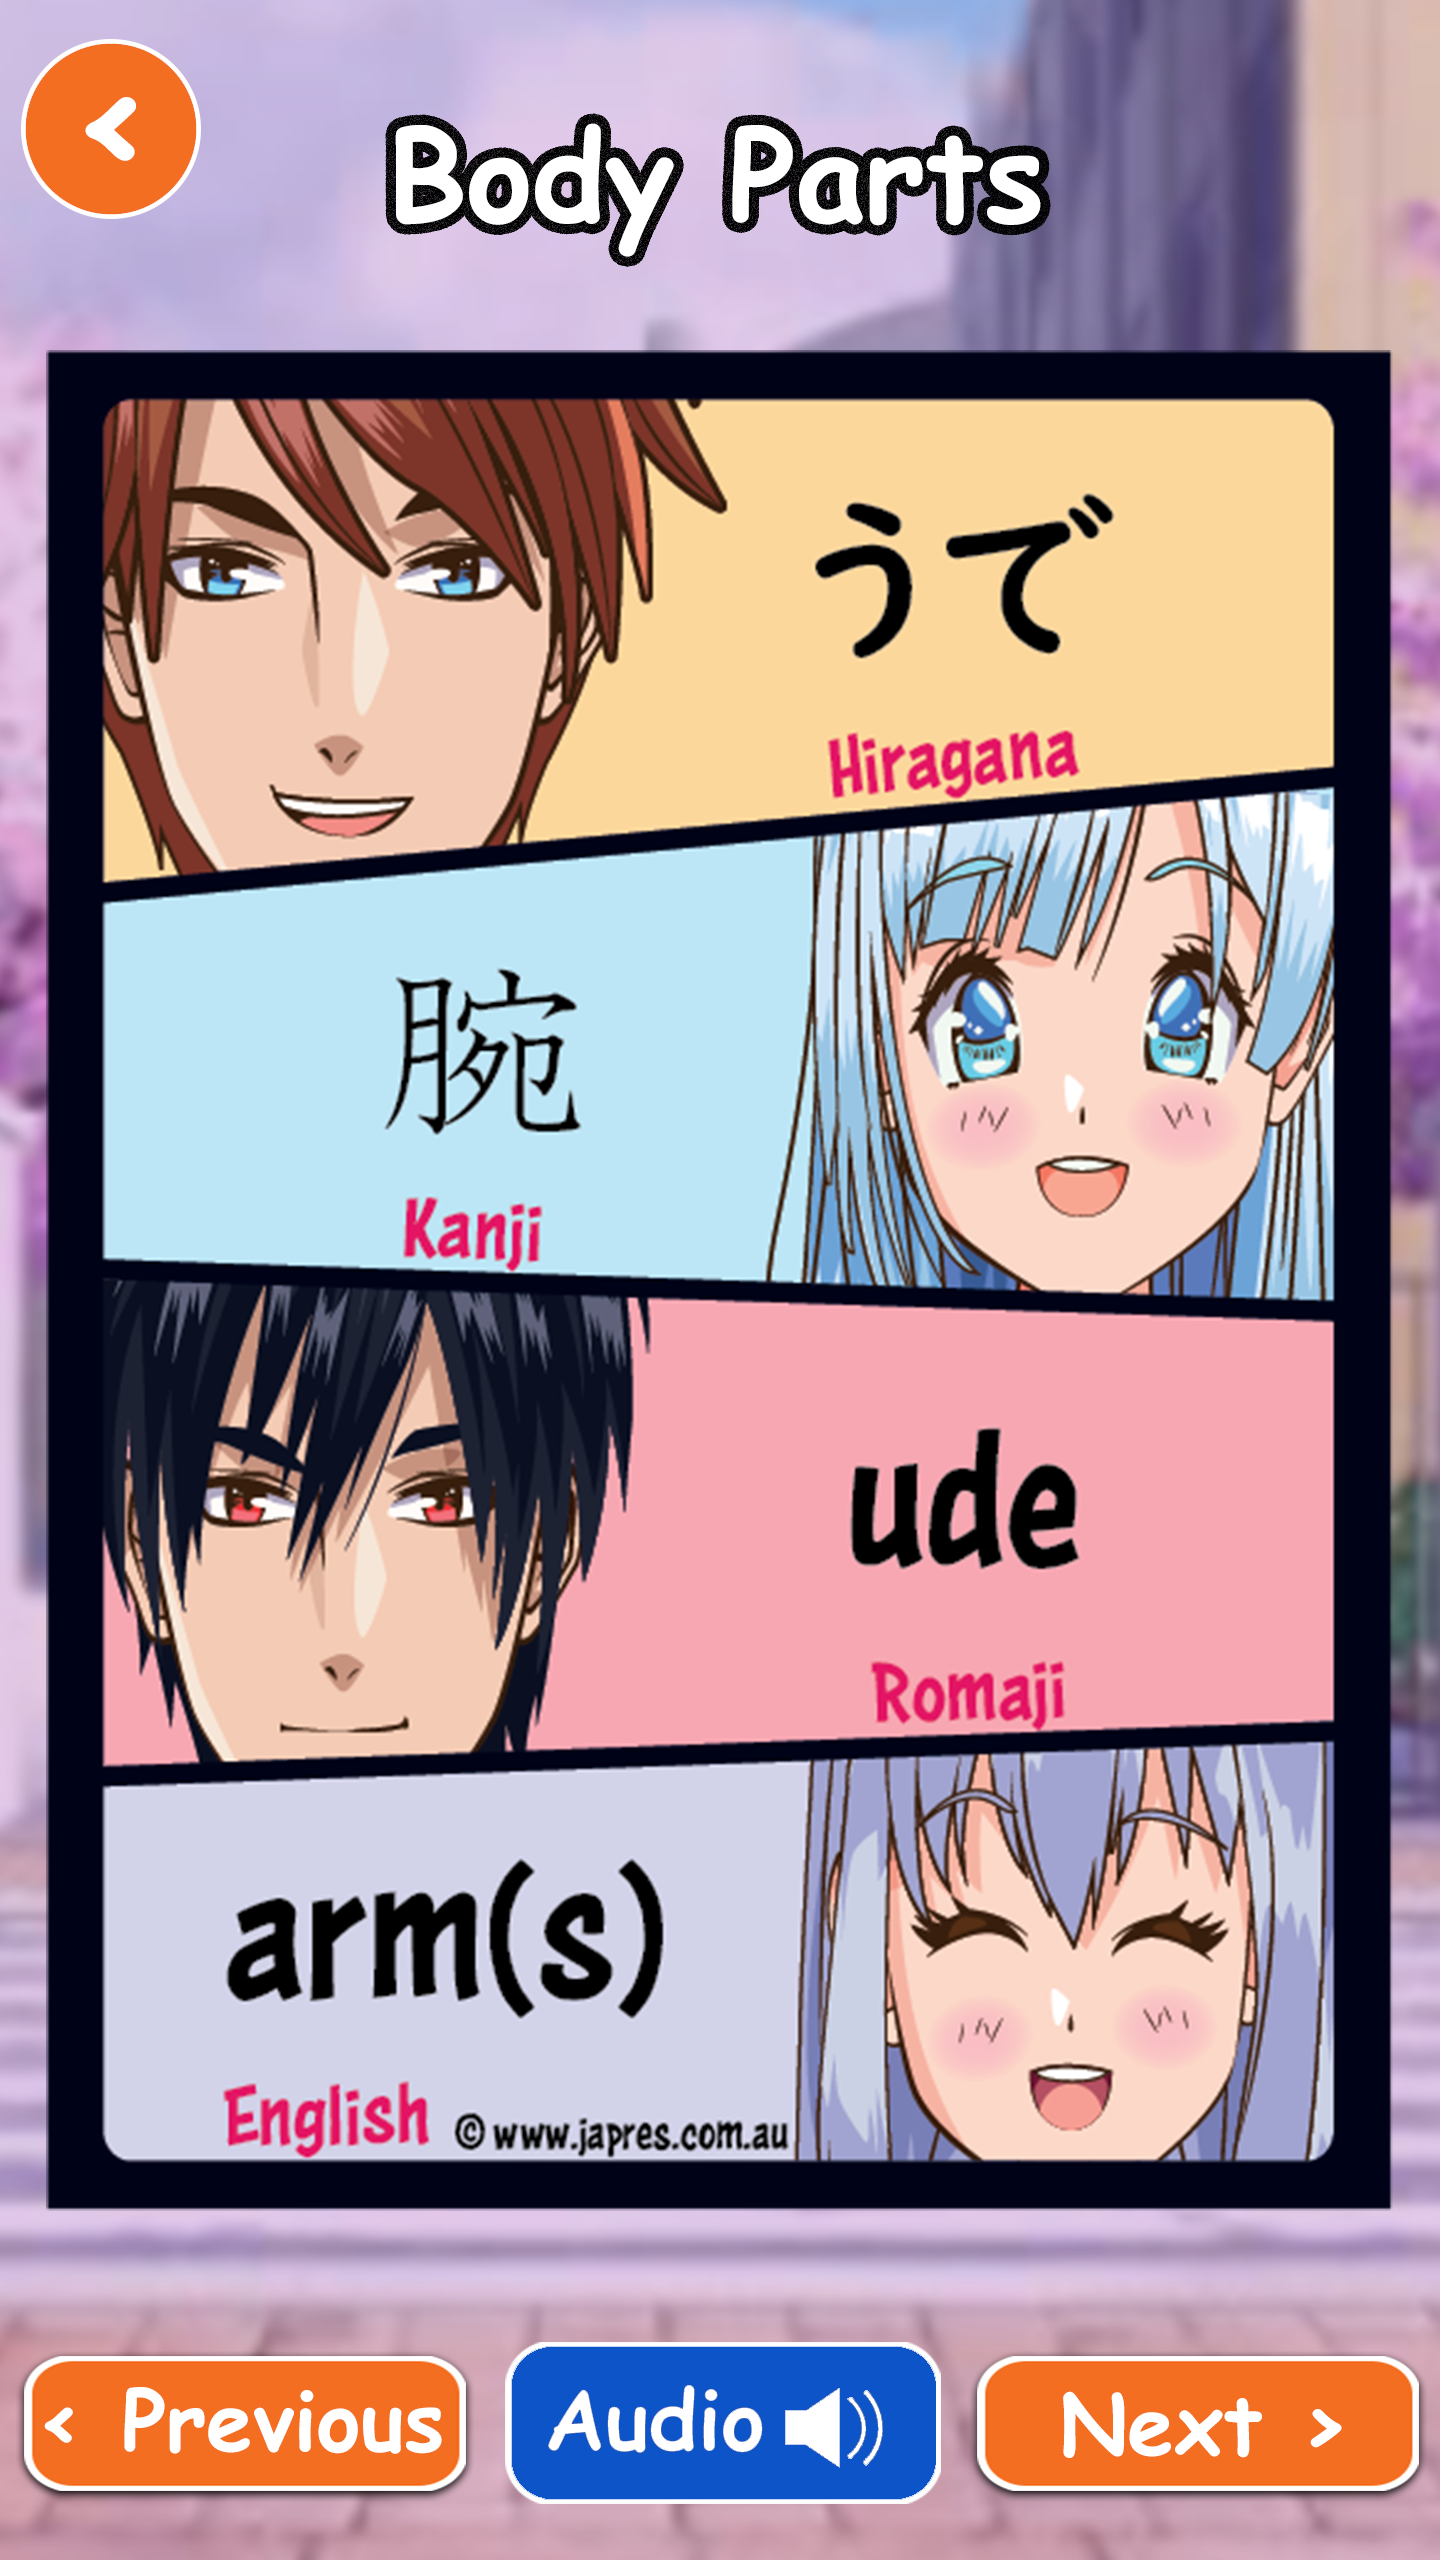 Body Parts
うで
Hiragana
腕
Kanji
ude
Romaji
arm(s)
English © www.japres.com.au
< Previous
Audio
Next >